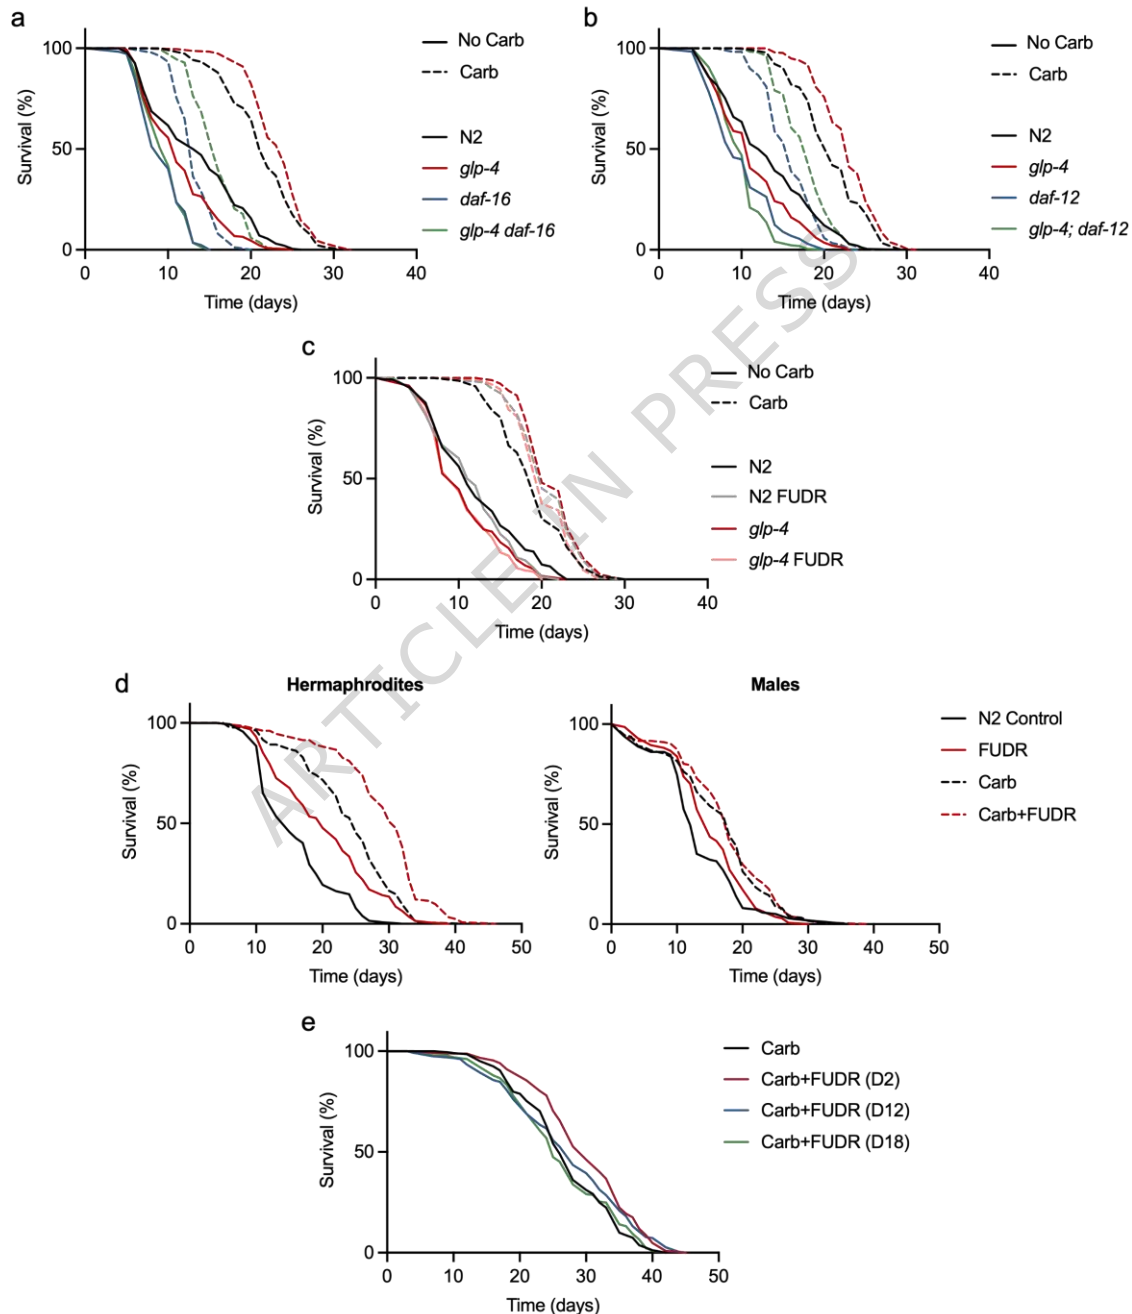 a
100
50
0
Survival (%)
0 10 20 30 40
Time (days)
No Carb
Carb
N2
glp-4
daf-16
glp-4 daf-16
b
100
50
0
Survival (%)
0 10 20 30 40
Time (days)
No Carb
Carb
N2
glp-4
daf-12
glp-4; daf-12
c
100
50
0
Survival (%)
0 10 20 30 40
Time (days)
No Carb
Carb
N2
N2 FUDR
glp-4
glp-4 FUDR
d
Hermaphrodites
100
50
0
Survival (%)
0 10 20 30 40 50
Time (days)
Males
100
50
0
Survival (%)
0 10 20 30 40 50
Time (days)
N2 Control
FUDR
Carb
Carb+FUDR
e
100
50
0
Survival (%)
0 10 20 30 40 50
Time (days)
Carb
Carb+FUDR (D2)
Carb+FUDR (D12)
Carb+FUDR (D18)
ARTICLE IN PRESS